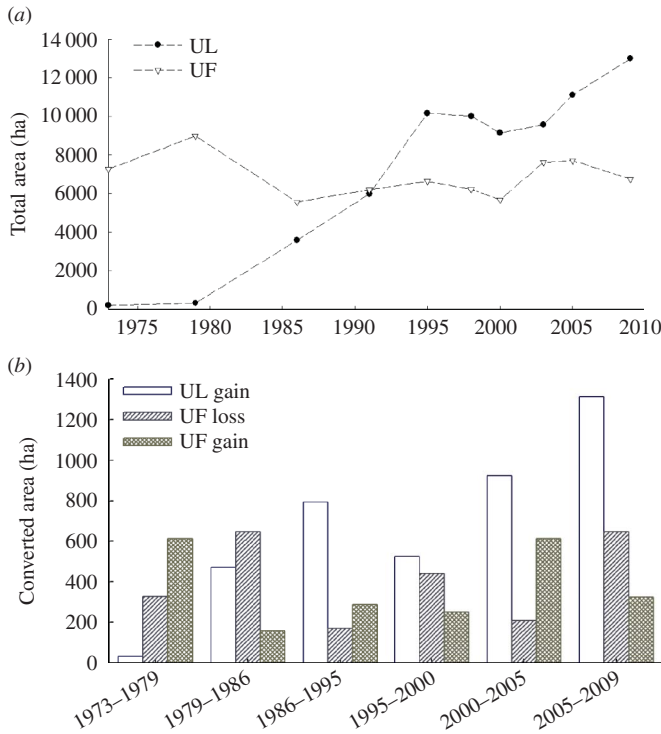 (a)
14 000
12 000
10 000
8000
6000
4000
2000
0
Total area (ha)
UL
UF
1975 1980 1985 1990 1995 2000 2005 2010
(b)
1400
1200
1000
800
600
400
200
0
Converted area (ha)
UL gain
UF loss
UF gain
1973–1979 1979–1986 1986–1995 1995–2000 2000–2005 2005–2009